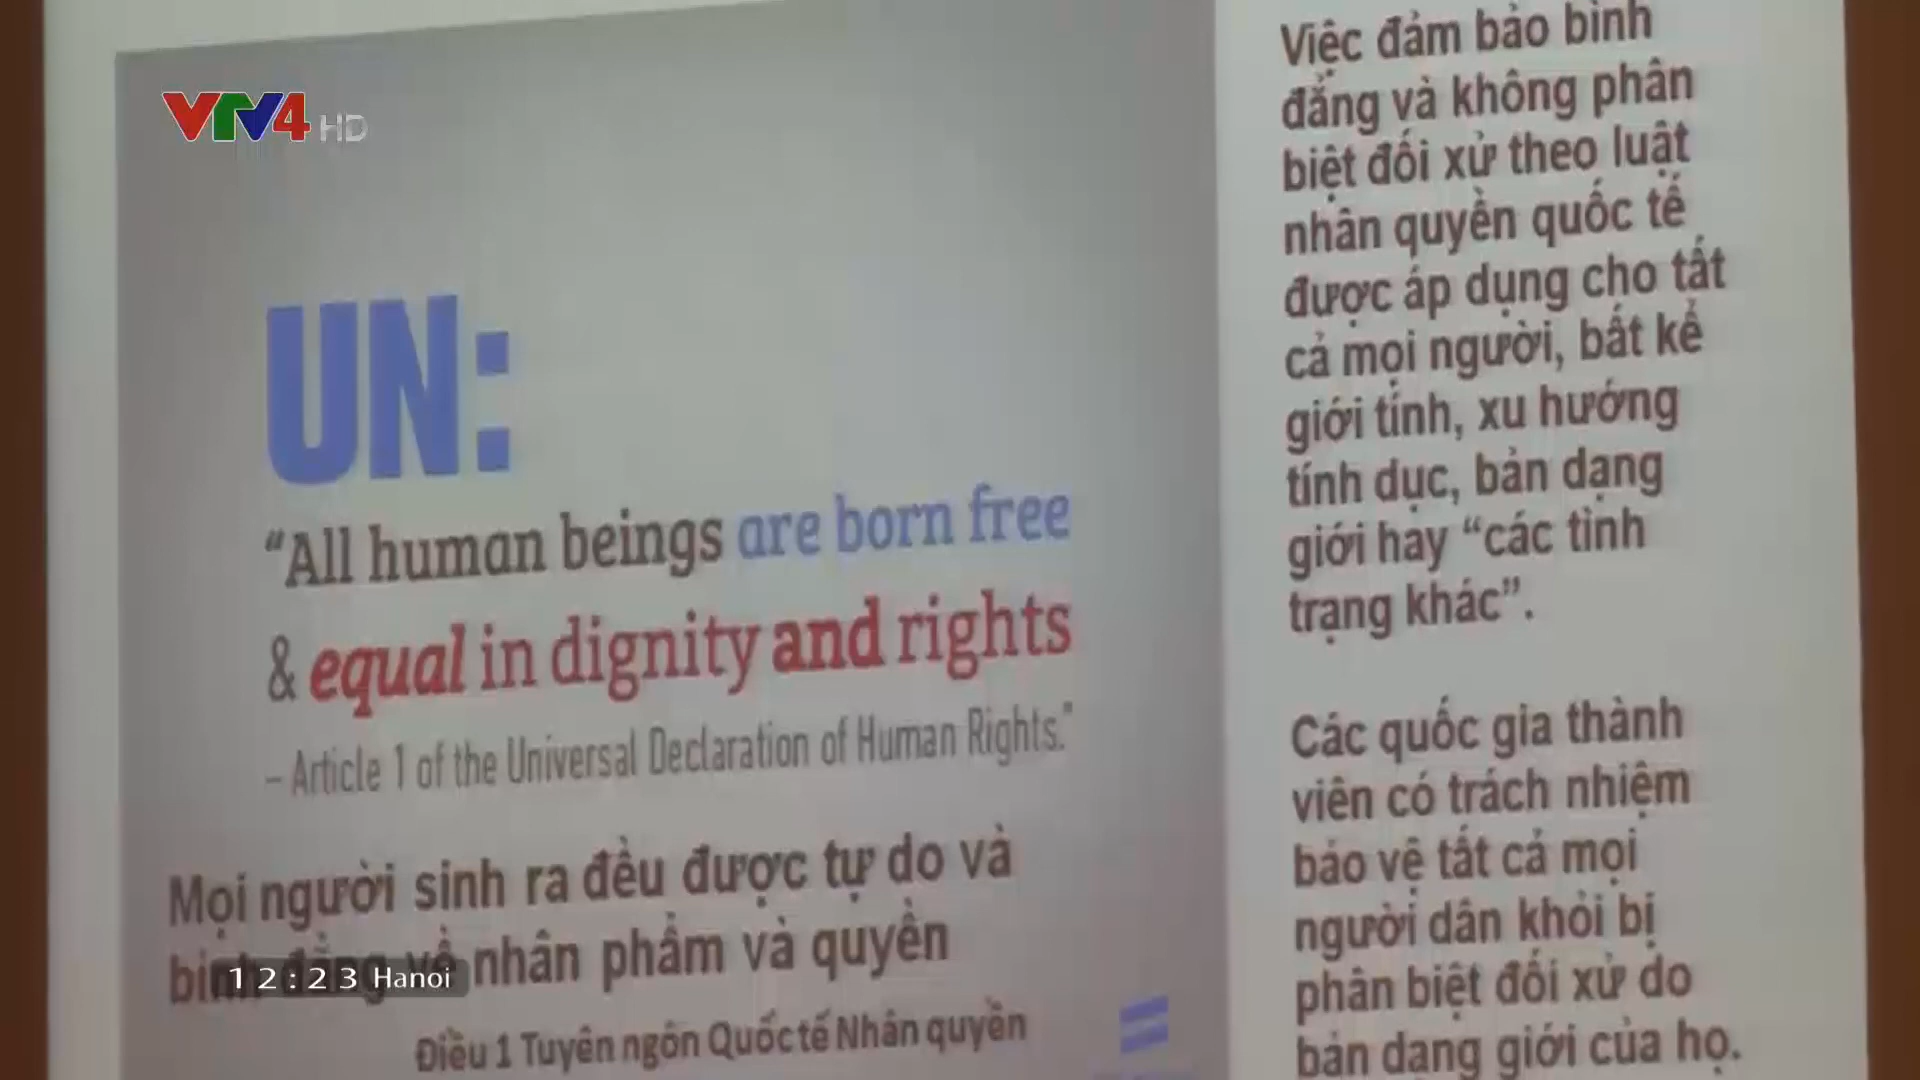 VTV4 HD
UN:
“All human beings are born free
& equal in dignity and rights
– Article 1 of the Universal Declaration of Human Rights.”
Mọi người sinh ra đều được tự do và
bình đẳng về nhân phẩm và quyền
Điều 1 Tuyên ngôn Quốc tế Nhân quyền
12:23 Hanoi
Việc đảm bảo bình
đẳng và không phân
biệt đối xử theo luật
nhân quyền quốc tế
được áp dụng cho tất
cả mọi người, bất kể
giới tính, xu hướng
tính dục, bản dạng
giới hay “các tình
trạng khác”.
Các quốc gia thành
viên có trách nhiệm
bảo vệ tất cả mọi
người dân khỏi bị
phân biệt đối xử do
bản dạng giới của họ.